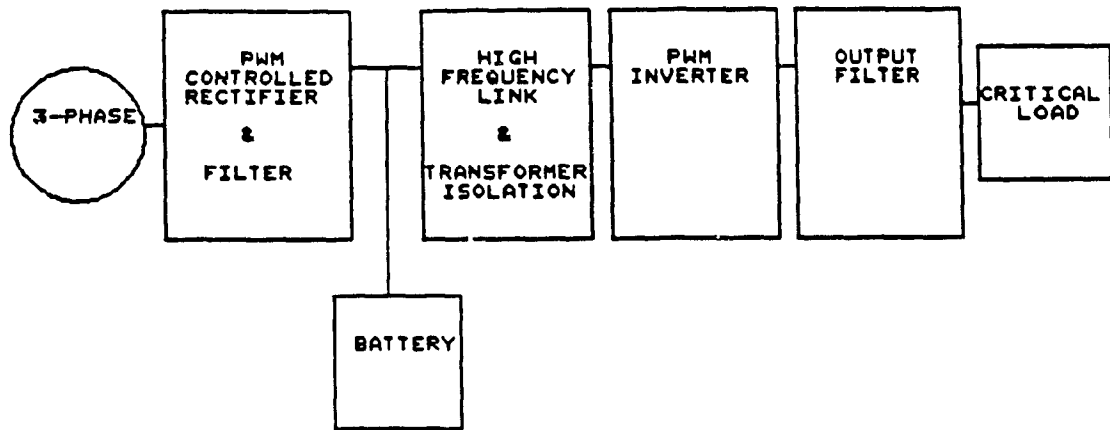 3-PHASE
PWM
CONTROLLED
RECTIFIER
&
FILTER
HIGH
FREQUENCY
LINK
&
TRANSFORMER
ISOLATION
PWM
INVERTER
OUTPUT
FILTER
CRITICAL
LOAD
BATTERY